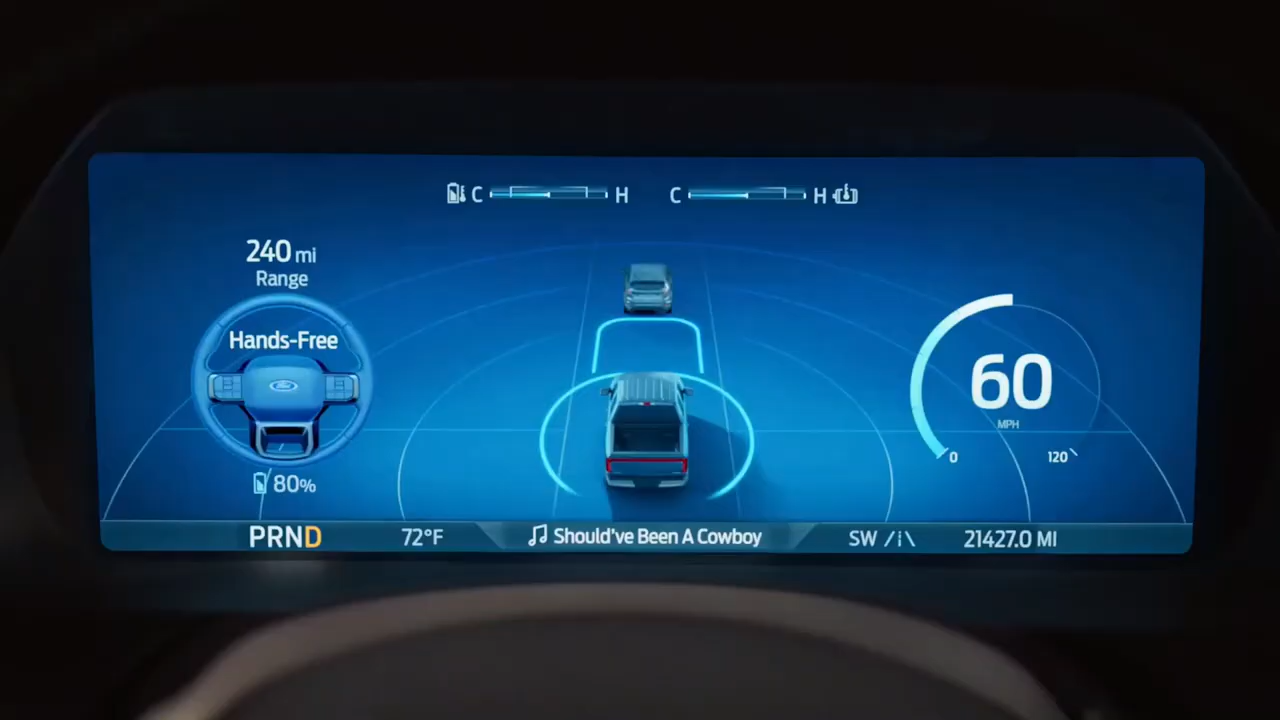 C H C H
240 mi
Range
Hands-Free
Ford
80%
60
MPH
0 120
PRND 72°F Should've Been A Cowboy SW 21427.0 MI